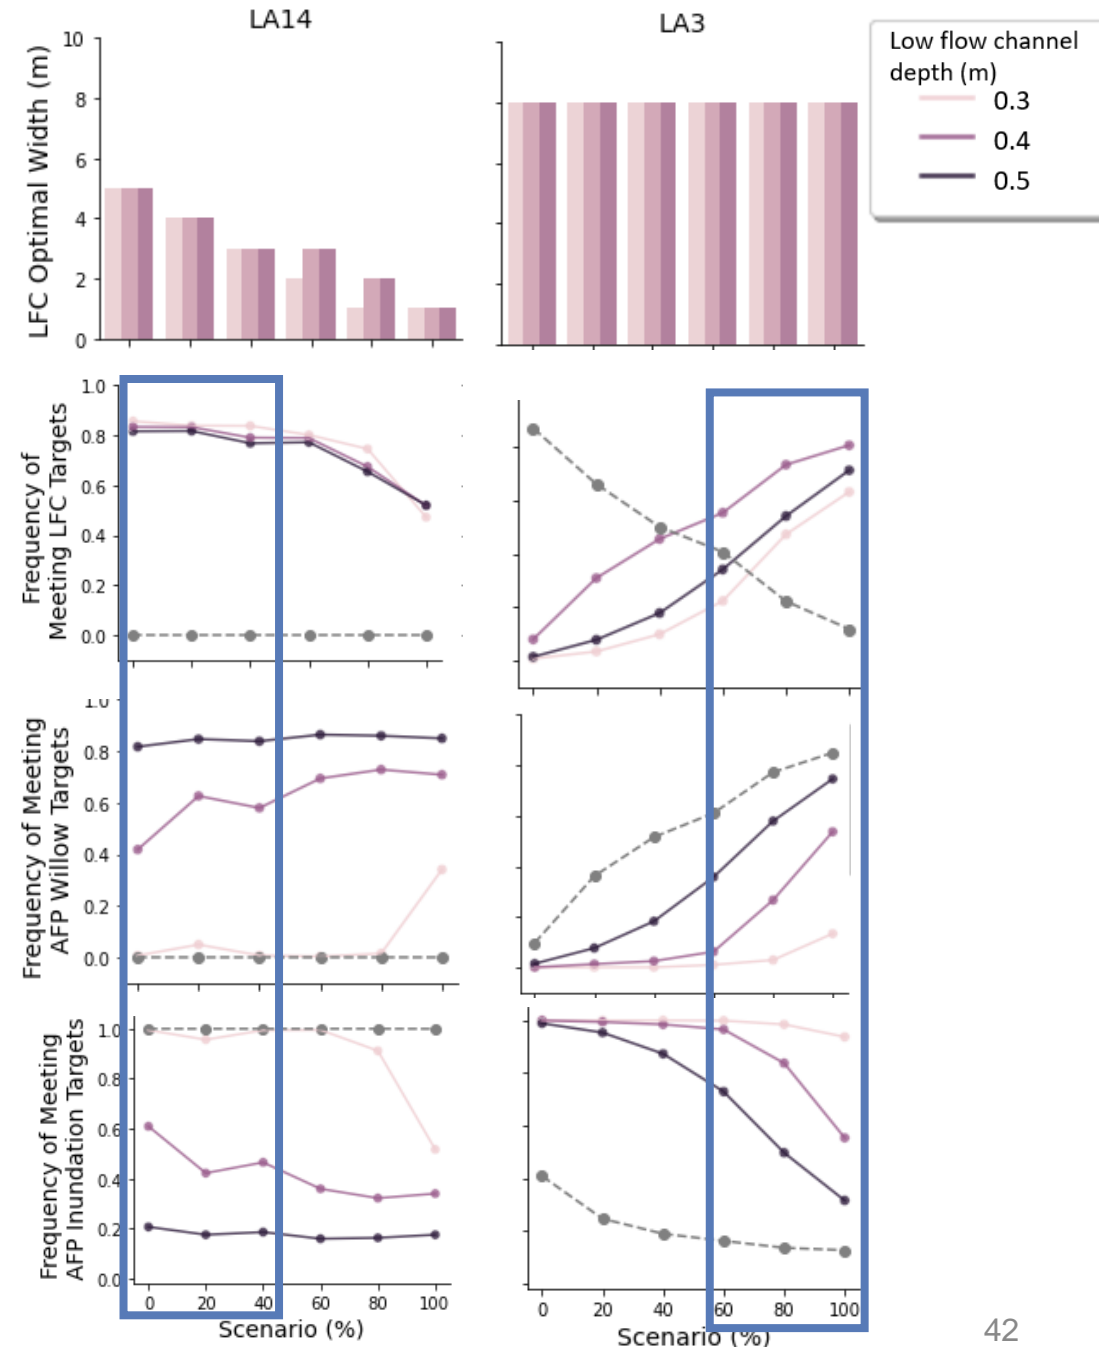 LA14
LA3
Low flow channel
depth (m)
0.3
0.4
0.5
LFC Optimal Width (m)
10
8
6
4
2
0
Frequency of
Meeting LFC Targets
1.0
0.8
0.6
0.4
0.2
0.0
Frequency of Meeting
AFP Willow Targets
1.0
0.8
0.6
0.4
0.2
0.0
Frequency of Meeting
AFP Inundation Targets
1.0
0.8
0.6
0.4
0.2
0.0
0 20 40 60 80 100
Scenario (%)
0 20 40 60 80 100
Scenario (%)
42